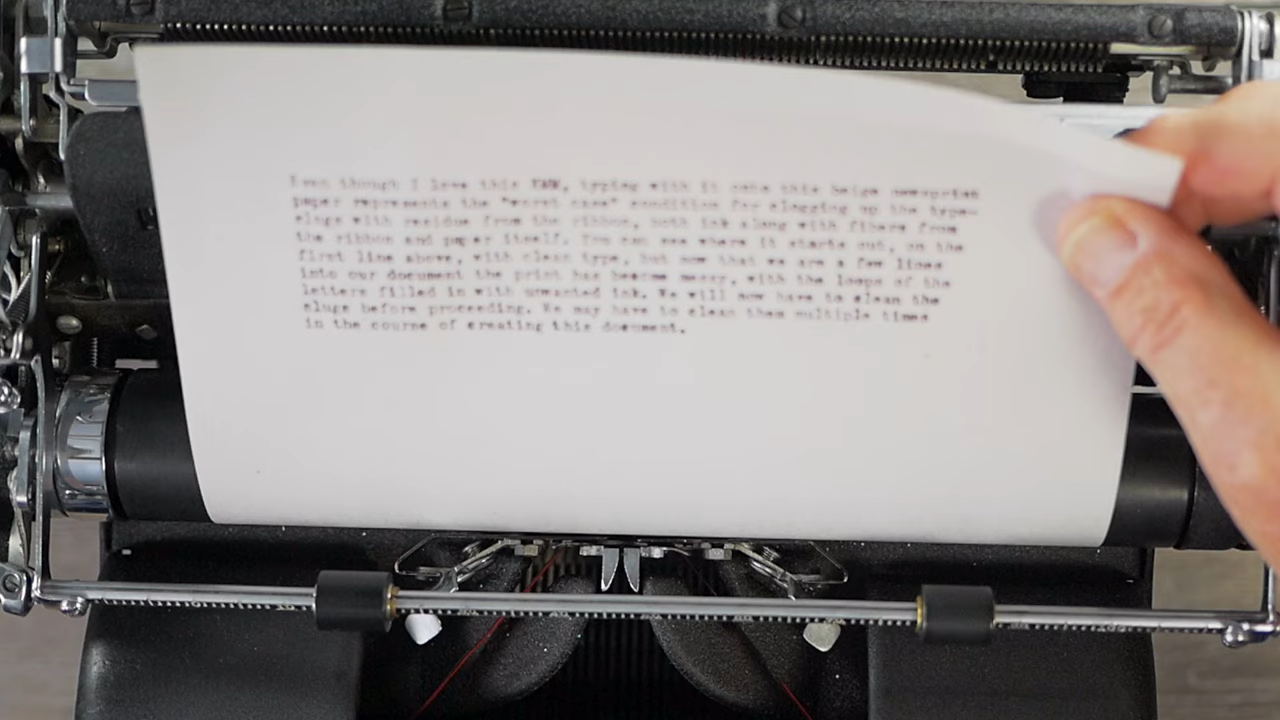 Even though I love this KMM, typing with it onto this beige newsprint
paper represents the "worst case" condition for clogging up the type-
slugs with residue from the ribbon, both ink along with fibers from
the ribbon and paper itself. You can see where it starts out, on the
first line above, with clean type, but now that we are a few lines
into our document the print has become messy, with the loops of the
letters filled in with unwanted ink. We will now have to clean the
slugs before proceeding. We may have to clean them multiple times
in the course of creating this document.